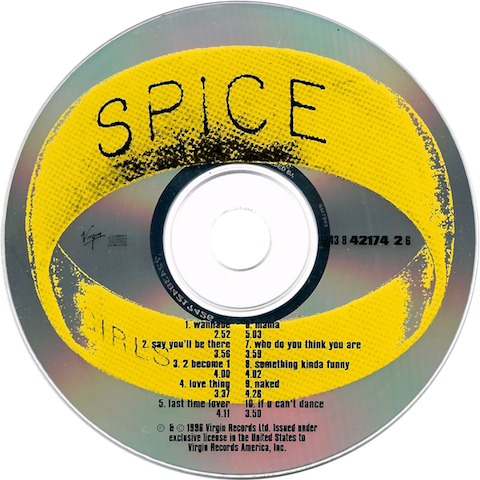 SPICE
Virgin
43 8 42174 2 6
GIRLS
1. wannabe
2.52
2. say you'll be there
3.56
3. 2 become 1
4.00
4. love thing
3.37
5. last time lover
4.11
6. mama
5.03
7. who do you think you are
3.59
8. something kinda funny
4.02
9. naked
4.26
10. if u can't dance
3.50
℗ & © 1996 Virgin Records Ltd. Issued under
exclusive license in the United States to
Virgin Records America, Inc.